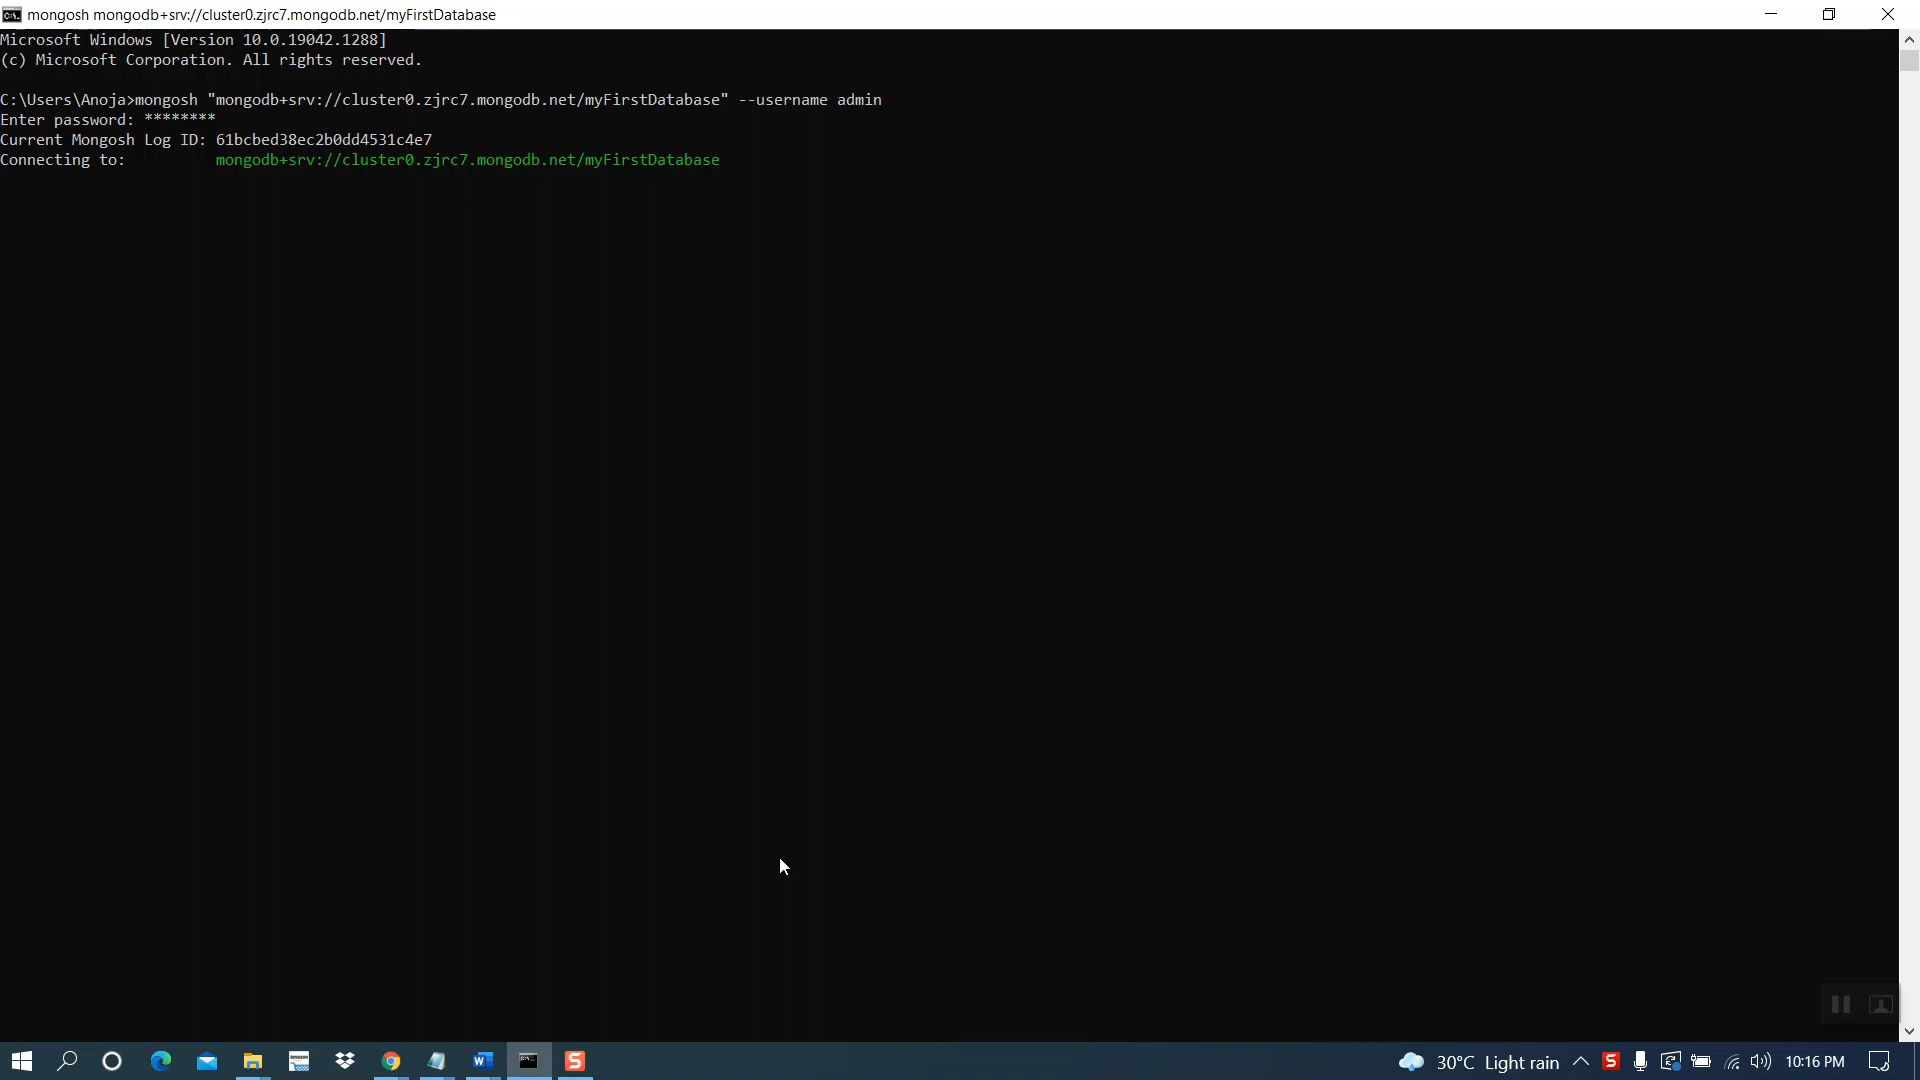 mongosh mongodb+srv://cluster0.zjrc7.mongodb.net/myFirstDatabase
Microsoft Windows [Version 10.0.19042.1288]
(c) Microsoft Corporation. All rights reserved.
C:\Users\Anoja>mongosh "mongodb+srv://cluster0.zjrc7.mongodb.net/myFirstDatabase" --username admin
Enter password: ********
Current Mongosh Log ID: 61bcbed38ec2b0dd4531c4e7
Connecting to: mongodb+srv://cluster0.zjrc7.mongodb.net/myFirstDatabase
30°C Light rain 10:16 PM